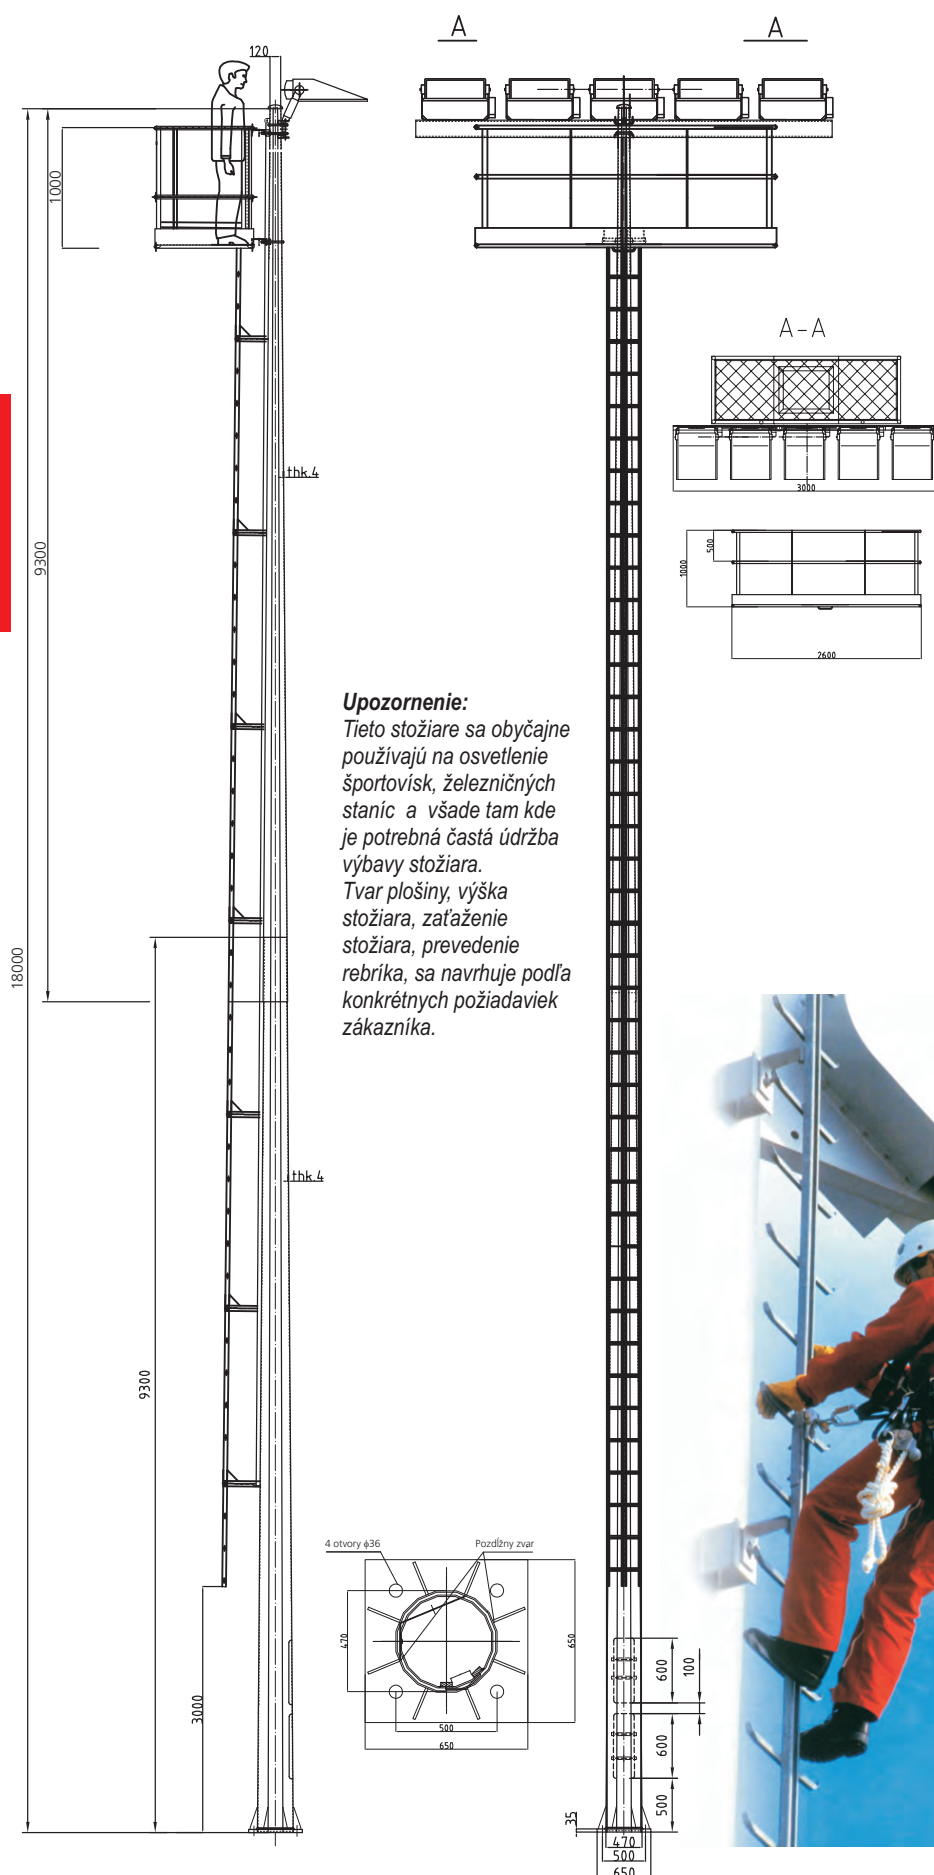 A
A
120
1000
A-A
thk.4
9300
3000
500
1000
2600
Upozornenie:
Tieto stožiare sa obyčajne
používajú na osvetlenie
športovísk, železničných
staníc a všade tam kde
je potrebná častá údržba
výbavy stožiara.
Tvar plošiny, výška
stožiara, zaťaženie
stožiara, prevedenie
rebríka, sa navrhuje podľa
konkrétnych požiadaviek
zákazníka.
18000
thk.4
9300
4 otvory ϕ36
Pozdĺžny zvar
470
650
500
650
3000
600
100
600
500
35
470
500
650